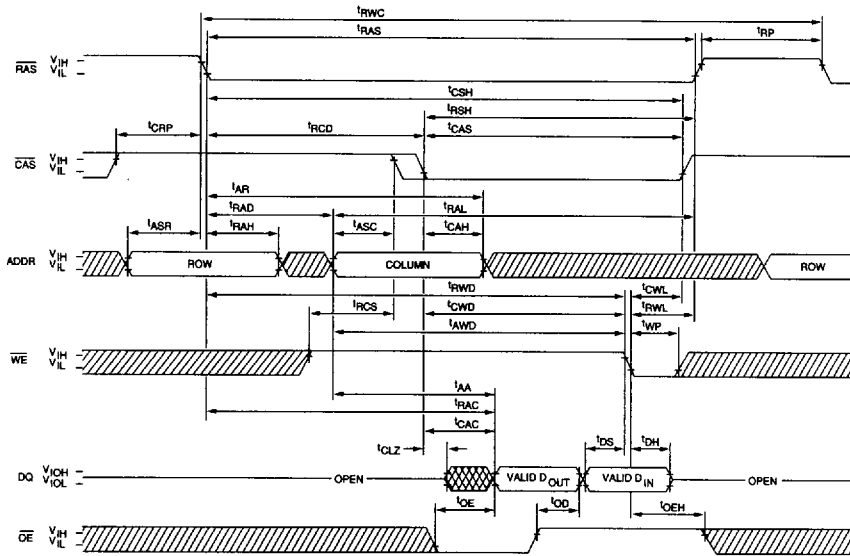 tRWC
tRAS
tRP
RAS VIH
VIL
tCSH
tRSH
tCRP
tRCD
tCAS
CAS VIH
VIL
tAR
tRAD
tRAL
tASR
tRAH
tASC
tCAH
ADDR VIH
VIL
ROW
COLUMN
ROW
tRWD
tCWL
tRCS
tCWD
tRWL
tAWD
tWP
WE VIH
VIL
tAA
tRAC
tCAC
tCLZ
tDS
tDH
DQ VIOH
VIOL
OPEN
VALID DOUT
VALID DIN
OPEN
tOE
tOD
tOEH
OE VIH
VIL